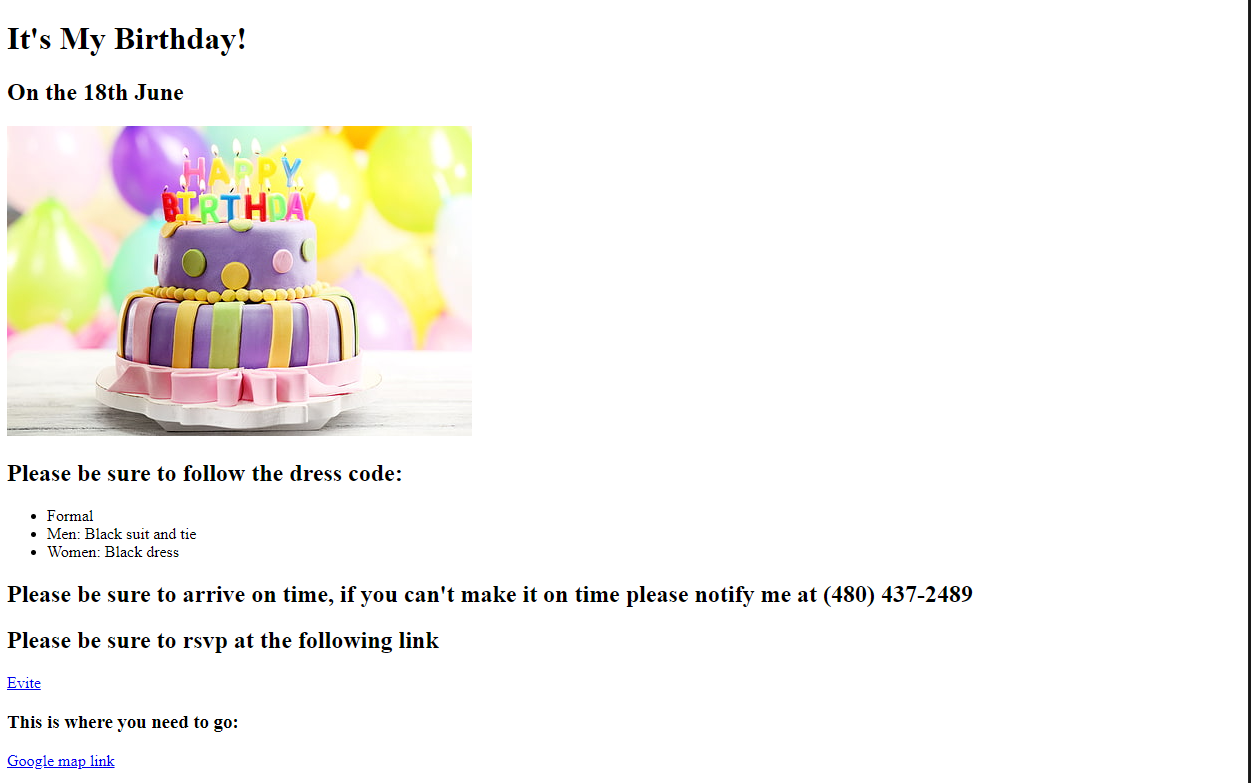 It's My Birthday!
On the 18th June
HAPPY
BIRTHDAY
Please be sure to follow the dress code:
Formal
Men: Black suit and tie
Women: Black dress
Please be sure to arrive on time, if you can't make it on time please notify me at (480) 437-2489
Please be sure to rsvp at the following link
Evite
This is where you need to go:
Google map link